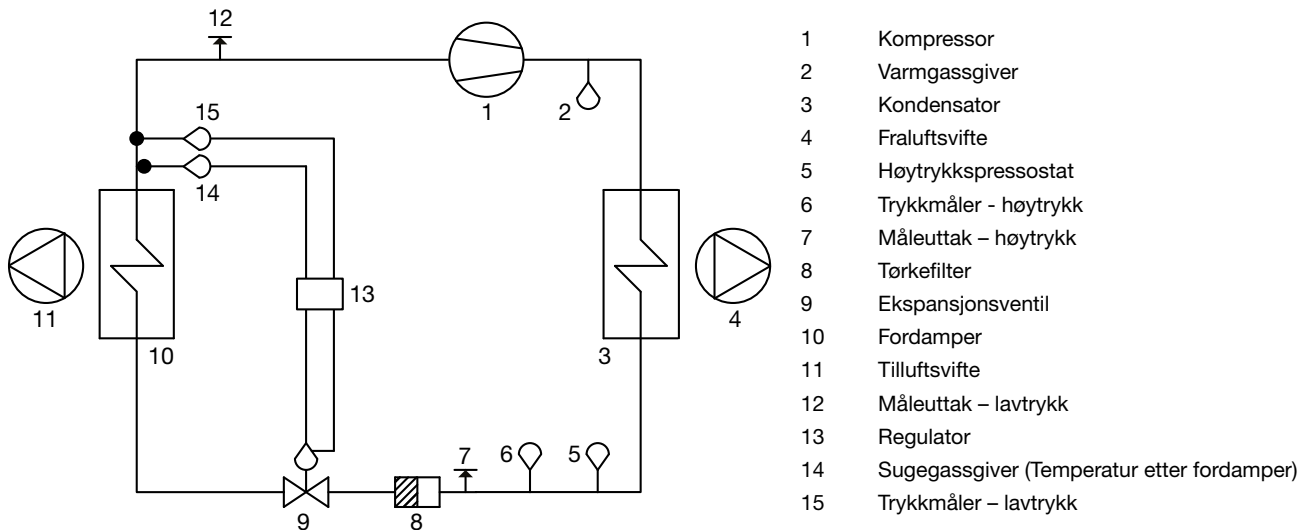 12
1
2
15
14
13
11
10
3
4
9
8
7
6
5
1 Kompressor
2 Varmgassgiver
3 Kondensator
4 Fraluftsvifte
5 Høytrykkspressostat
6 Trykkmåler - høytrykk
7 Måleuttak – høytrykk
8 Tørkefilter
9 Ekspansjonsventil
10 Fordamper
11 Tilluftsvifte
12 Måleuttak – lavtrykk
13 Regulator
14 Sugegassgiver (Temperatur etter fordamper)
15 Trykkmåler – lavtrykk